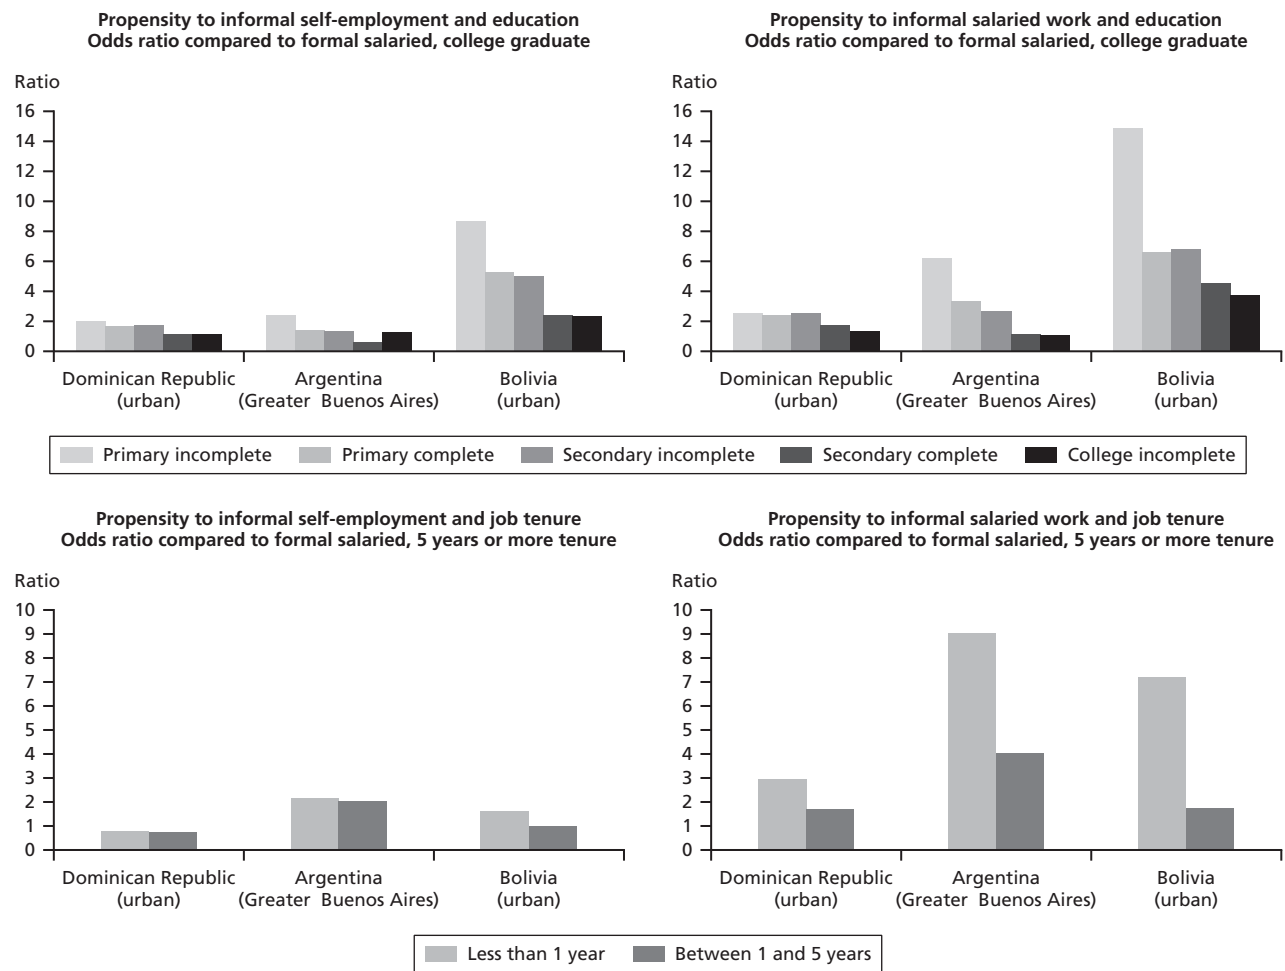 Propensity to informal self-employment and education
Odds ratio compared to formal salaried, college graduate
Ratio
16
14
12
10
8
6
4
2
0
Dominican Republic
(urban)
Argentina
(Greater Buenos Aires)
Bolivia
(urban)
Propensity to informal salaried work and education
Odds ratio compared to formal salaried, college graduate
Ratio
16
14
12
10
8
6
4
2
0
Dominican Republic
(urban)
Argentina
(Greater Buenos Aires)
Bolivia
(urban)
Primary incomplete Primary complete Secondary incomplete Secondary complete College incomplete
Propensity to informal self-employment and job tenure
Odds ratio compared to formal salaried, 5 years or more tenure
Ratio
10
9
8
7
6
5
4
3
2
1
0
Dominican Republic
(urban)
Argentina
(Greater Buenos Aires)
Bolivia
(urban)
Propensity to informal salaried work and job tenure
Odds ratio compared to formal salaried, 5 years or more tenure
Ratio
10
9
8
7
6
5
4
3
2
1
0
Dominican Republic
(urban)
Argentina
(Greater Buenos Aires)
Bolivia
(urban)
Less than 1 year Between 1 and 5 years